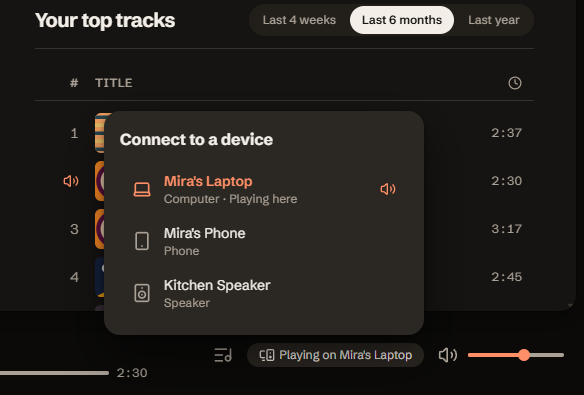 Your top tracks
Last 4 weeks
Last 6 months
Last year
# TITLE
1 2:37
2:30
3 3:17
4 2:45
Connect to a device
Mira's Laptop
Computer · Playing here
Mira's Phone
Phone
Kitchen Speaker
Speaker
2:30
Playing on Mira's Laptop